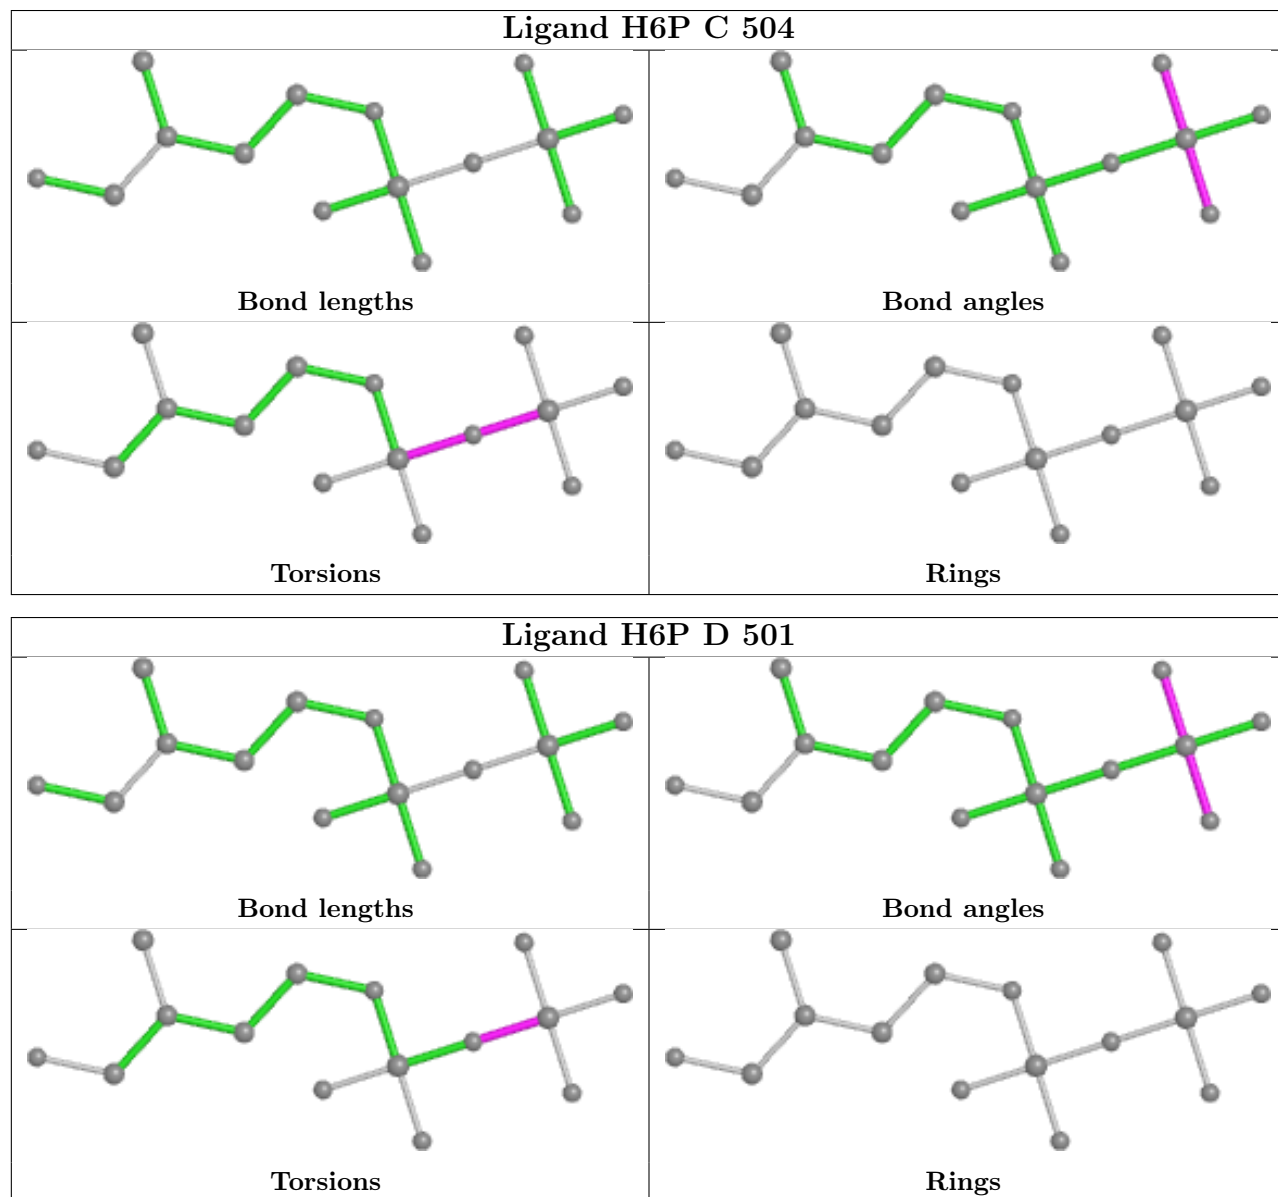 Ligand H6P C 504
Bond lengths
Bond angles
Torsions
Rings
Ligand H6P D 501
Bond lengths
Bond angles
Torsions
Rings